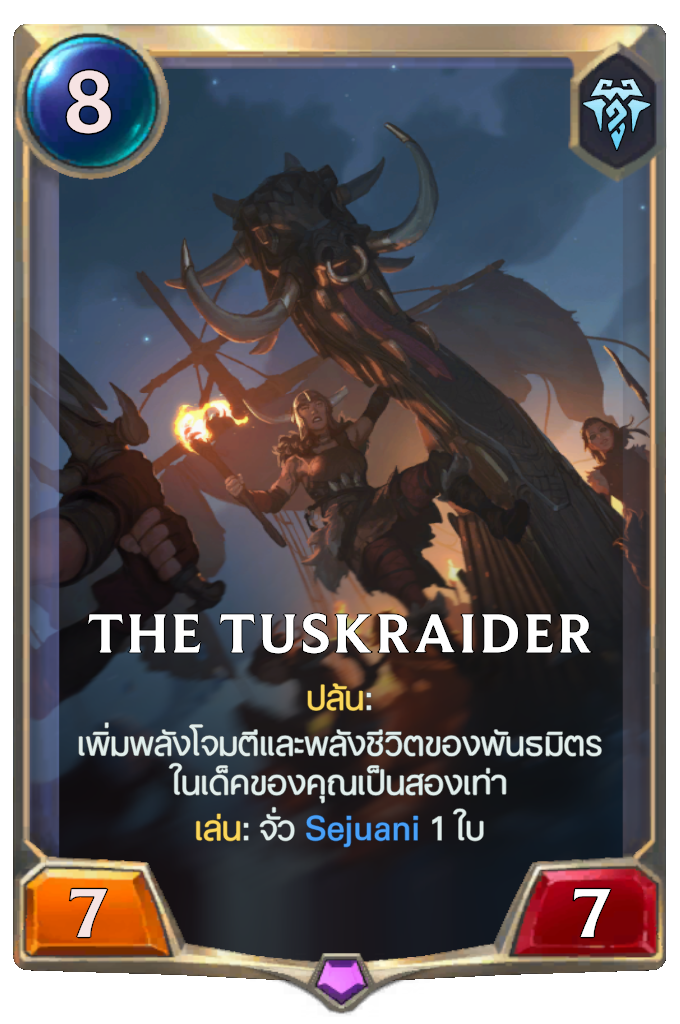 8
THE TUSKRAIDER
ปล้น:
เพิ่มพลังโจมตีและพลังชีวิตของพันธมิตร
ในเด็คของคุณเป็นสองเท่า
เล่น: จั่ว Sejuani 1 ใบ
7
7